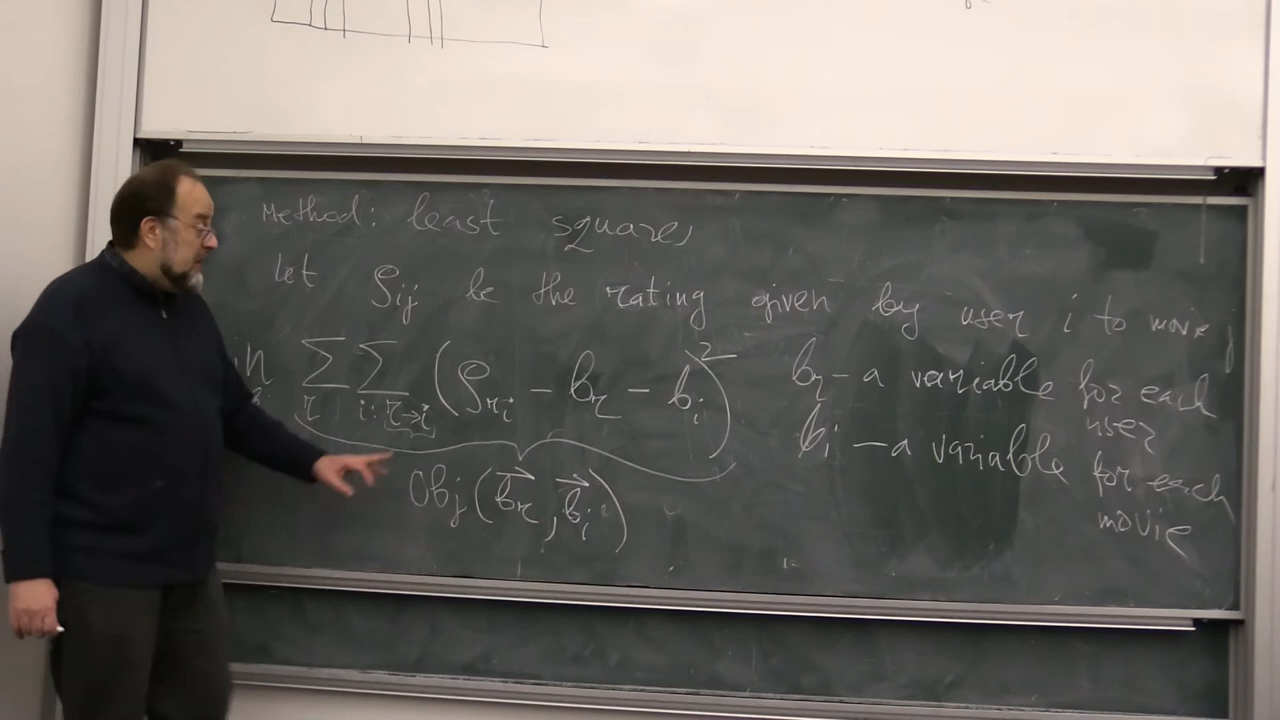 Method: least squares
let ρij be the rating given by user i to movie j
Σ Σ (ρri - br - bi)²
r i: r→i
br - a variable for each user
bi - a variable for each movie
Obj(br, bi)